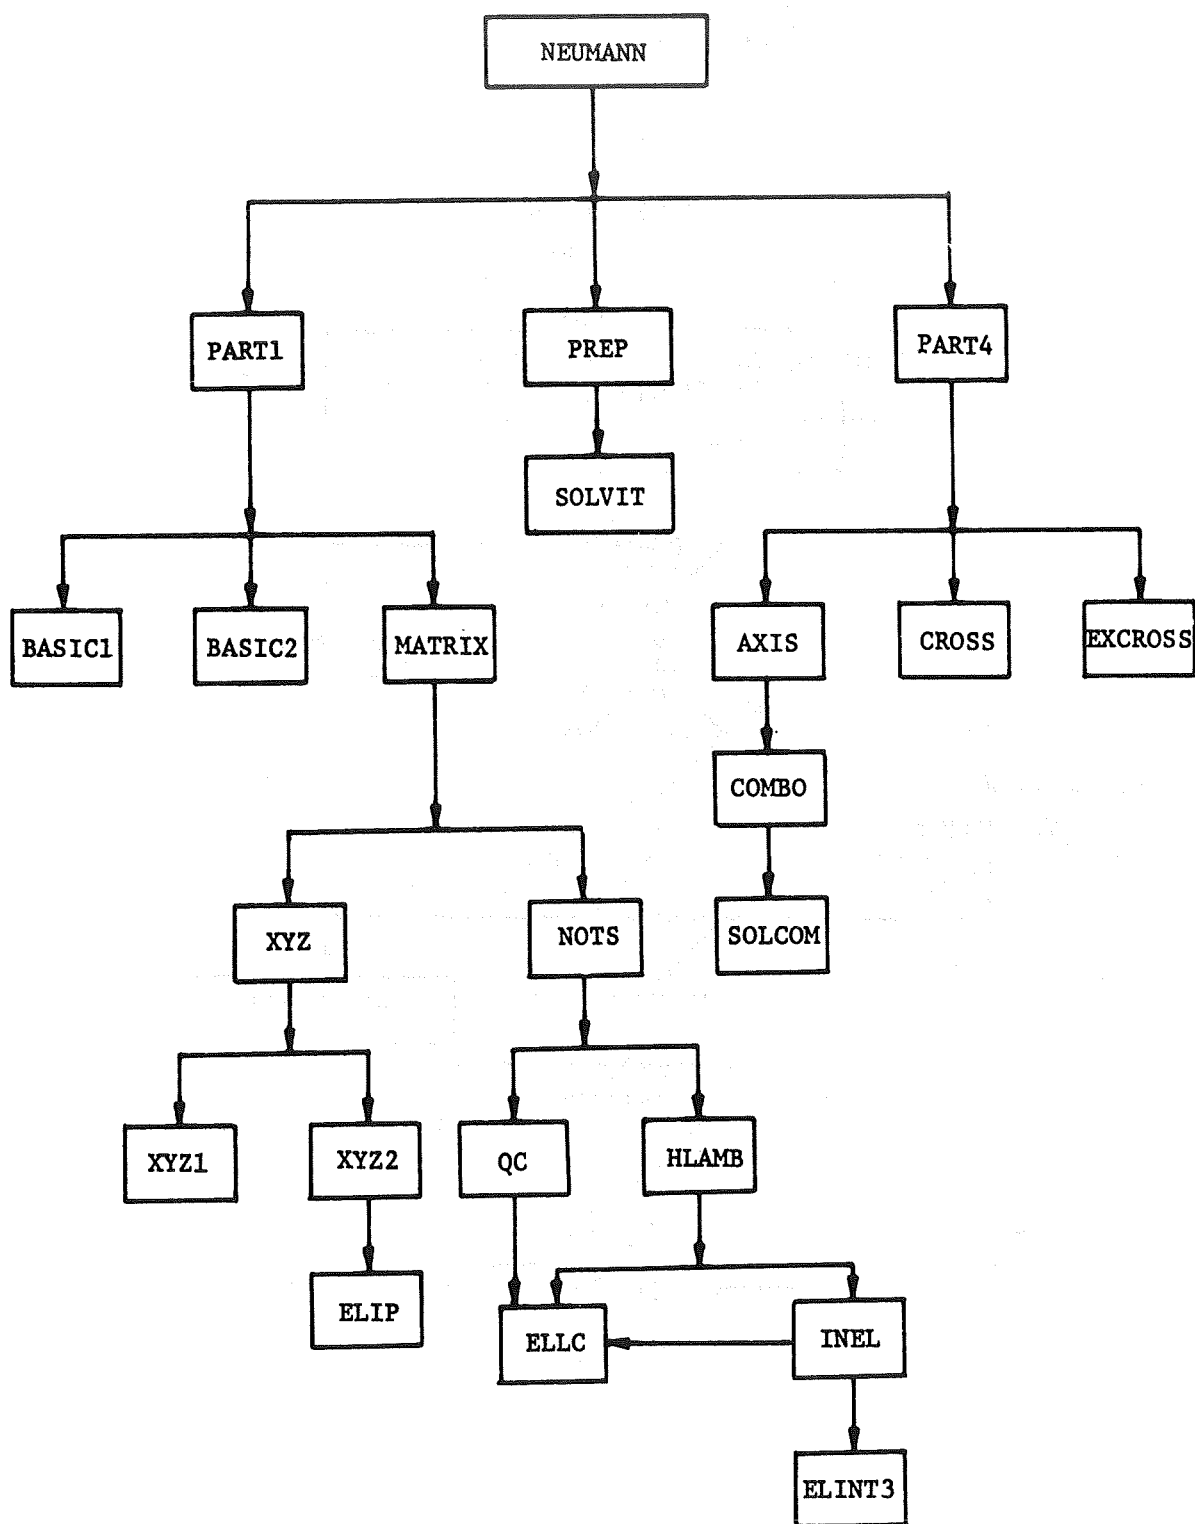 NEUMANN
PART1
PREP
PART4
SOLVIT
BASIC1
BASIC2
MATRIX
AXIS
CROSS
EXCROSS
COMBO
XYZ
NOTS
SOLCOM
XYZ1
XYZ2
QC
HLAMB
ELIP
ELLC
INEL
ELINT3